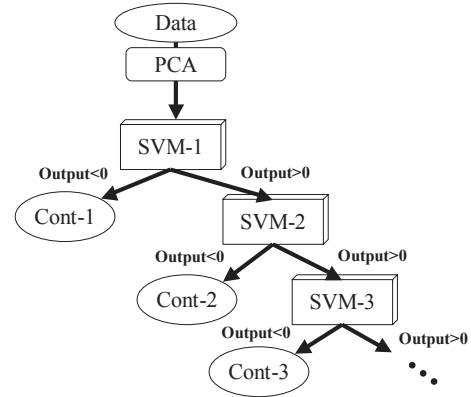 Data
PCA
SVM-1
Output<0
Output>0
Cont-1
SVM-2
Output<0
Output>0
Cont-2
SVM-3
Output<0
Output>0
Cont-3